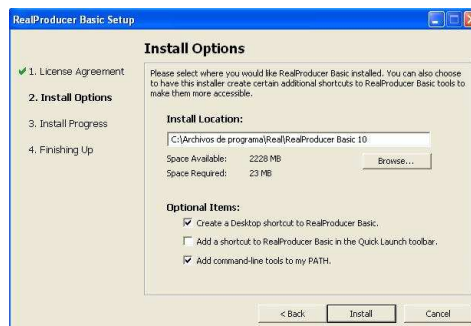 RealProducer Basic Setup
Install Options
1. License Agreement
2. Install Options
3. Install Progress
4. Finishing Up
Please select where you would like RealProducer Basic installed. You can also choose
to have this installer create certain additional shortcuts to RealProducer Basic tools to
make them more accessible.
Install Location:
C:\Archivos de programa\Real\RealProducer Basic 10
Space Available: 2228 MB
Space Required: 23 MB
Browse...
Optional Items:
Create a Desktop shortcut to RealProducer Basic.
Add a shortcut to RealProducer Basic in the Quick Launch toolbar.
Add command-line tools to my PATH.
< Back Install Cancel